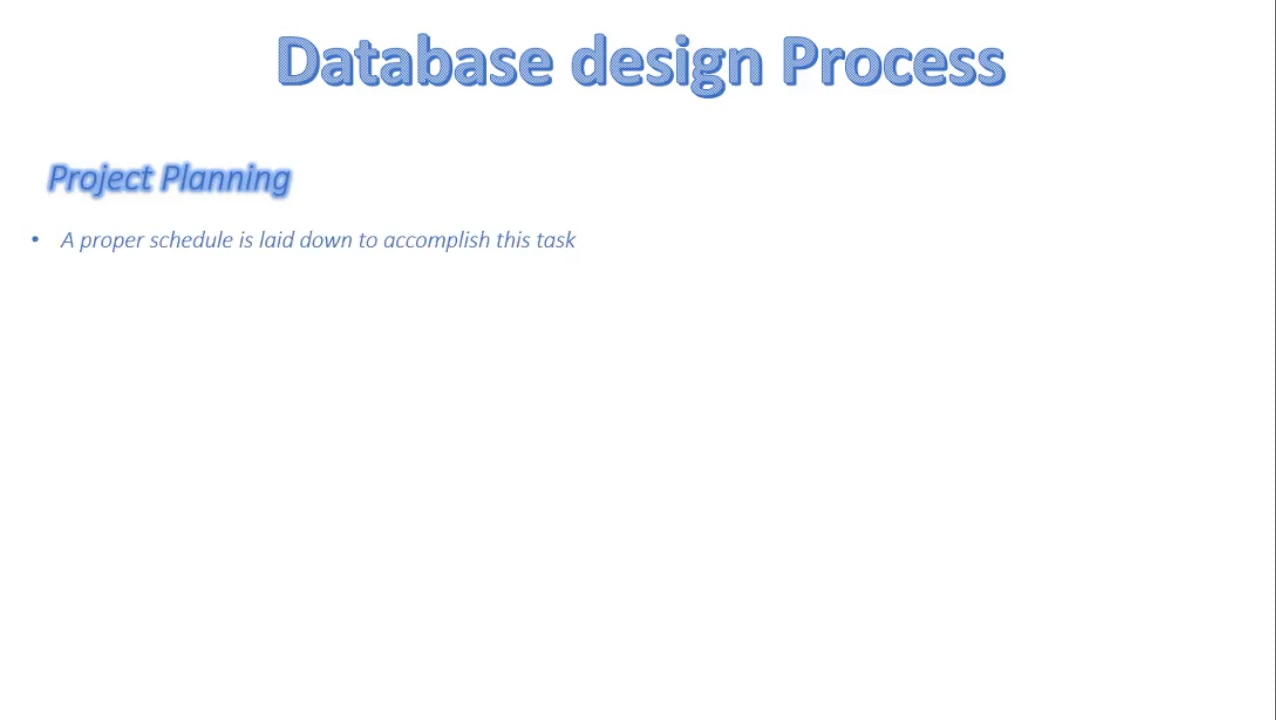 Database design Process
Project Planning
• A proper schedule is laid down to accomplish this task